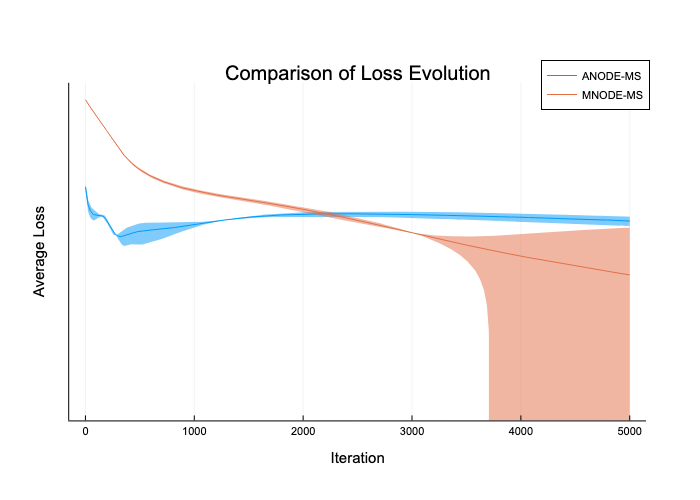 Comparison of Loss Evolution
ANODE-MS
MNODE-MS
Average Loss
0 1000 2000 3000 4000 5000
Iteration